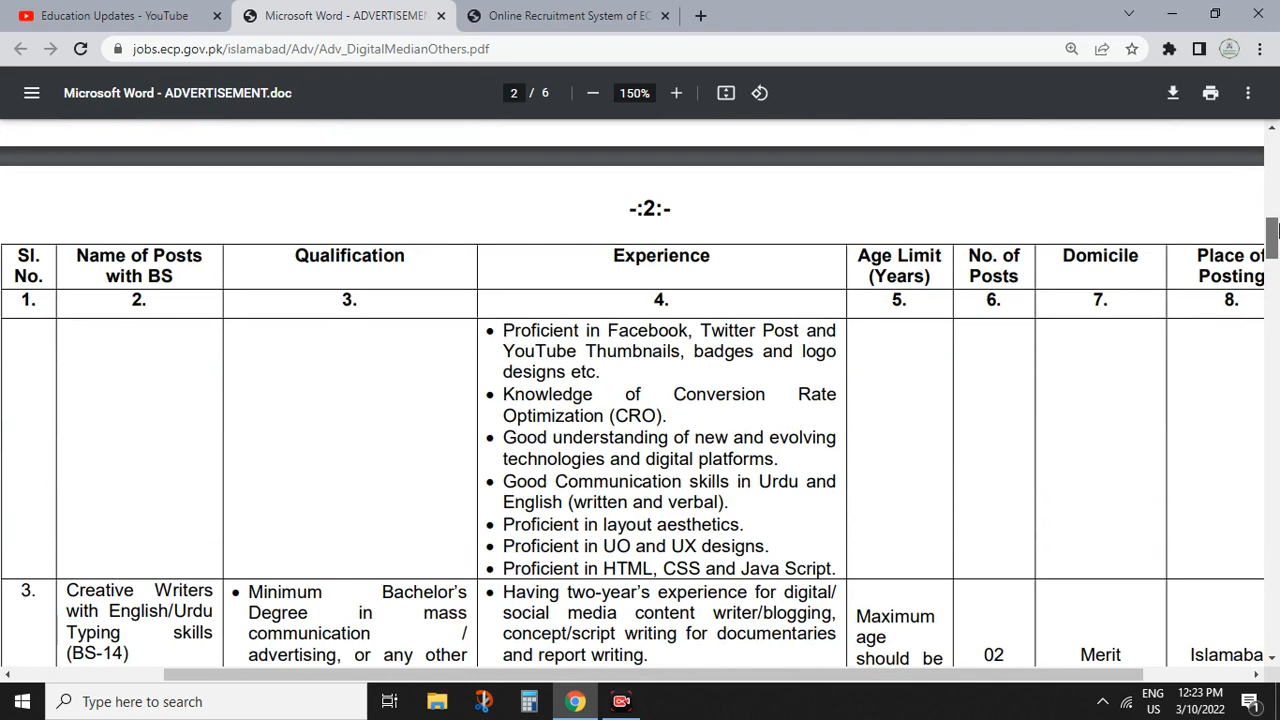 Education Updates - YouTube
Microsoft Word - ADVERTISEMEN
Online Recruitment System of EC
jobs.ecp.gov.pk/islamabad/Adv/Adv_DigitalMedianOthers.pdf
Microsoft Word - ADVERTISEMENT.doc
2 / 6
150%
-:2:-
Sl. No.
Name of Posts with BS
Qualification
Experience
Age Limit (Years)
No. of Posts
Domicile
Place of Posting
1.
2.
3.
4.
5.
6.
7.
8.
• Proficient in Facebook, Twitter Post and
YouTube Thumbnails, badges and logo
designs etc.
• Knowledge of Conversion Rate
Optimization (CRO).
• Good understanding of new and evolving
technologies and digital platforms.
• Good Communication skills in Urdu and
English (written and verbal).
• Proficient in layout aesthetics.
• Proficient in UO and UX designs.
• Proficient in HTML, CSS and Java Script.
3.
Creative Writers
with English/Urdu
Typing skills
(BS-14)
• Minimum Bachelor's
Degree in mass
communication /
advertising, or any other
• Having two-year's experience for digital/
social media content writer/blogging,
concept/script writing for documentaries
and report writing.
Maximum
age
should be
02
Merit
Islamaba
Type here to search
ENG
US
12:23 PM
3/10/2022
1